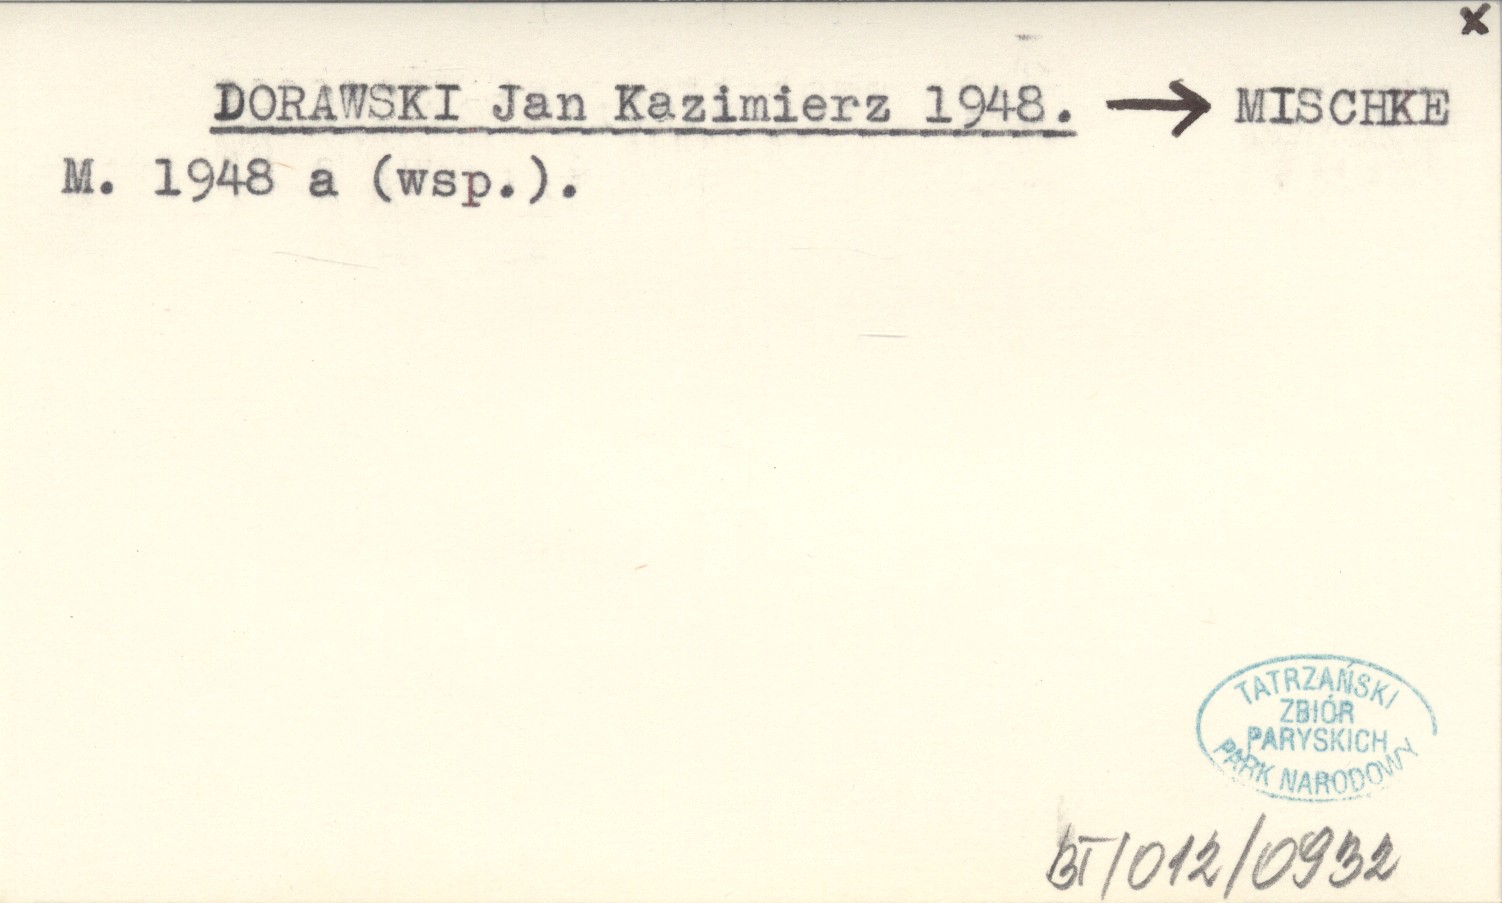 x
DORAWSKI Jan Kazimierz 1948. → MISCHKE
M. 1948 a (wsp.).
TATRZAŃSKI
ZBIÓR
PARYSKICH
PARK NARODOWY
BT/012/0932